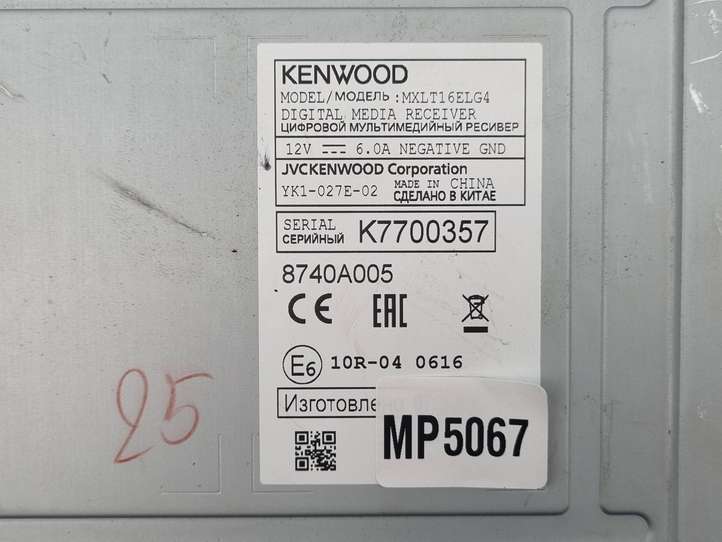 KENWOOD
MODEL/МОДЕЛЬ:MXLT16ELG4
DIGITAL MEDIA RECEIVER
ЦИФРОВОЙ МУЛЬТИМЕДИЙНЫЙ РЕСИВЕР
12V ⎓ 6.0A NEGATIVE GND
JVCKENWOOD Corporation
YK1-027E-02 MADE IN CHINA
СДЕЛАНО В КИТАЕ
SERIAL
СЕРИЙНЫЙ K7700357
8740A005
CE EAC
E6 10R-04 0616
Изготовле
MP5067
25